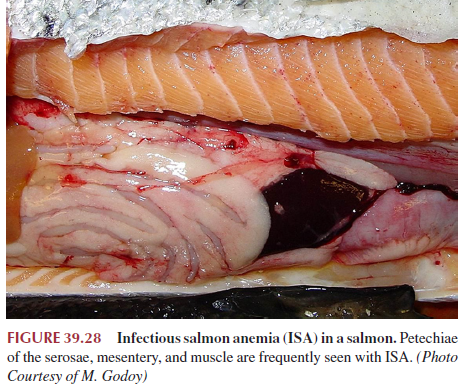 FIGURE 39.28 Infectious salmon anemia (ISA) in a salmon. Petechiae
of the serosae, mesentery, and muscle are frequently seen with ISA. (Photo
Courtesy of M. Godoy)